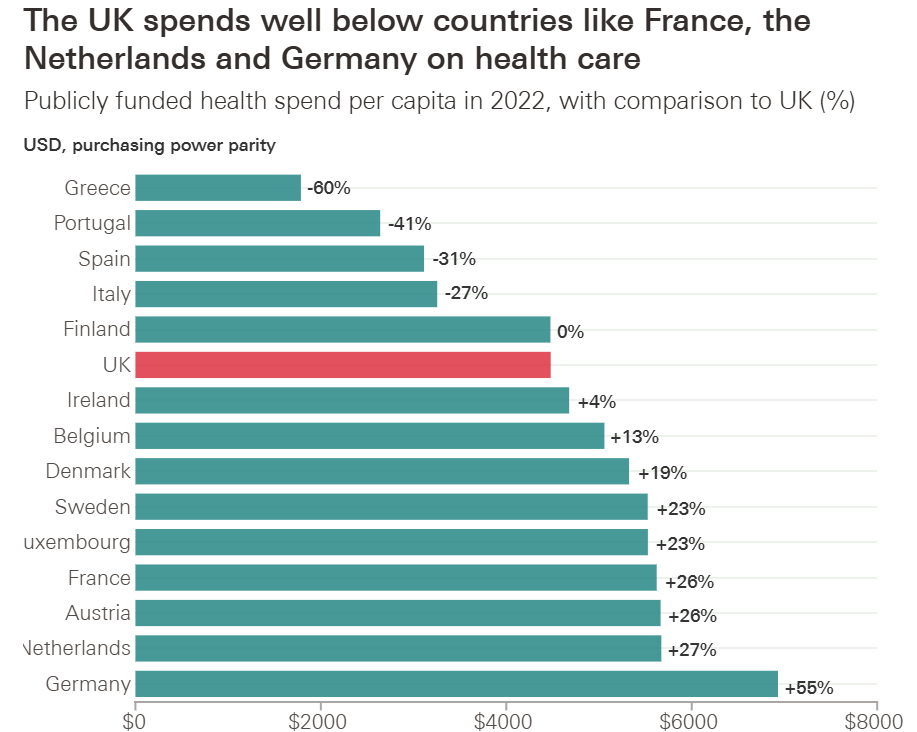 The UK spends well below countries like France, the
Netherlands and Germany on health care
Publicly funded health spend per capita in 2022, with comparison to UK (%)
USD, purchasing power parity
Greece -60%
Portugal -41%
Spain -31%
Italy -27%
Finland 0%
UK
Ireland +4%
Belgium +13%
Denmark +19%
Sweden +23%
uxembourg +23%
France +26%
Austria +26%
Netherlands +27%
Germany +55%
$0 $2000 $4000 $6000 $8000